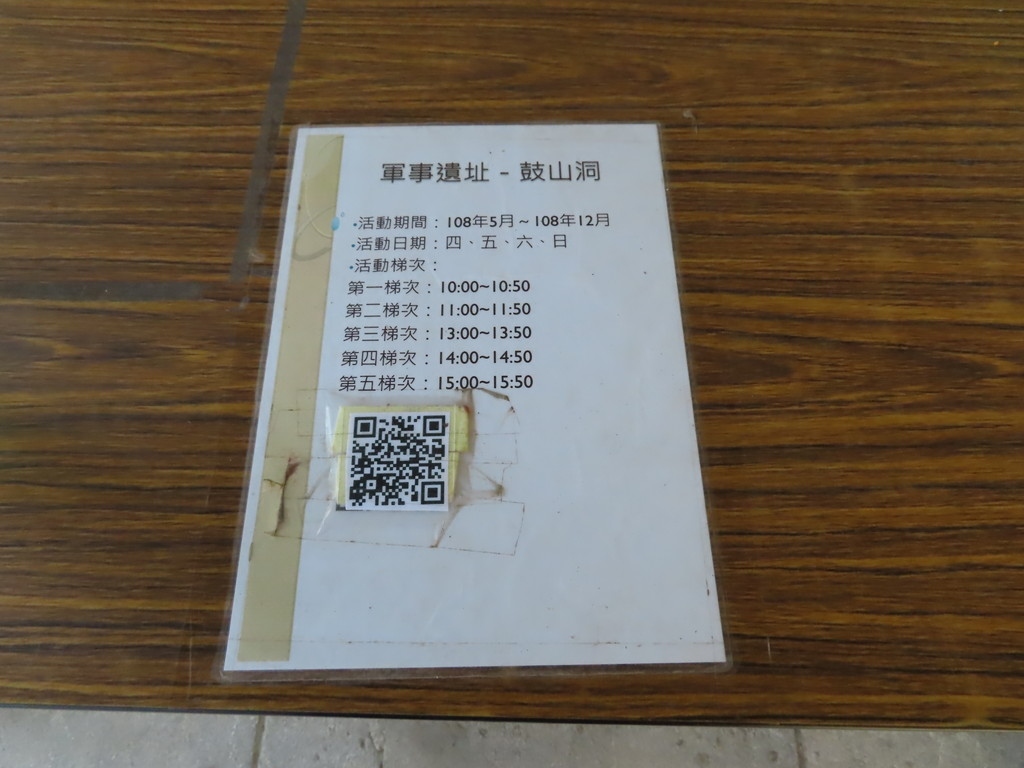 軍事遺址 - 鼓山洞
·活動期間：108年5月~108年12月
·活動日期：四、五、六、日
·活動梯次：
第一梯次：10:00~10:50
第二梯次：11:00~11:50
第三梯次：13:00~13:50
第四梯次：14:00~14:50
第五梯次：15:00~15:50